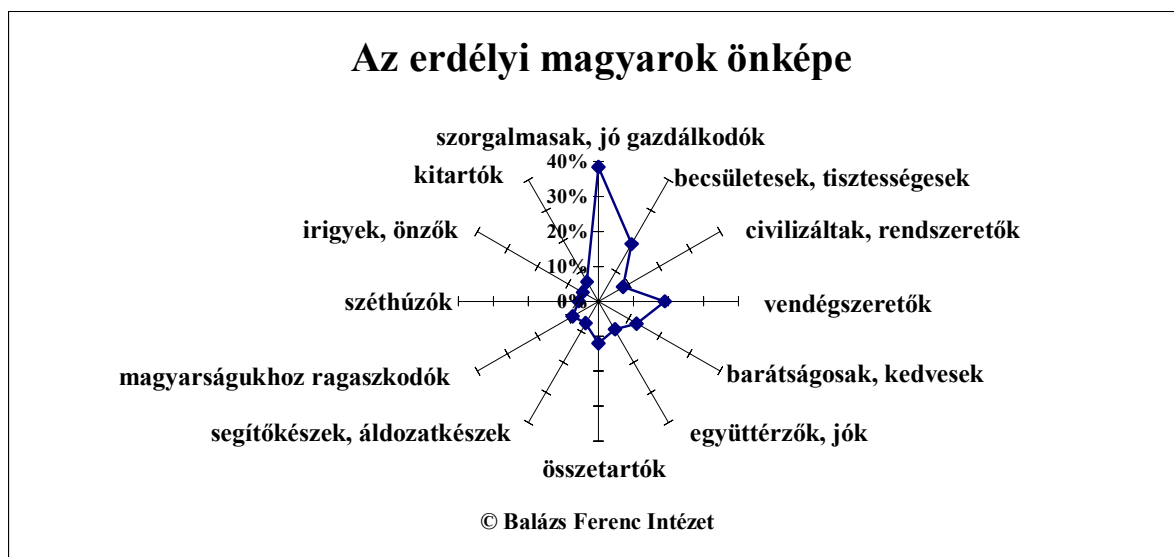 Az erdélyi magyarok önképe
szorgalmasak, jó gazdálkodók
40%
kitartók
becsületesek, tisztességesek
30%
irigyek, önzők
civilizáltak, rendszeretők
20%
10%
széthúzók
0%
vendégszeretők
magyarságukhoz ragaszkodók
barátságosak, kedvesek
segítőkészek, áldozatkészek
együttérzők, jók
összetartók
© Balázs Ferenc Intézet